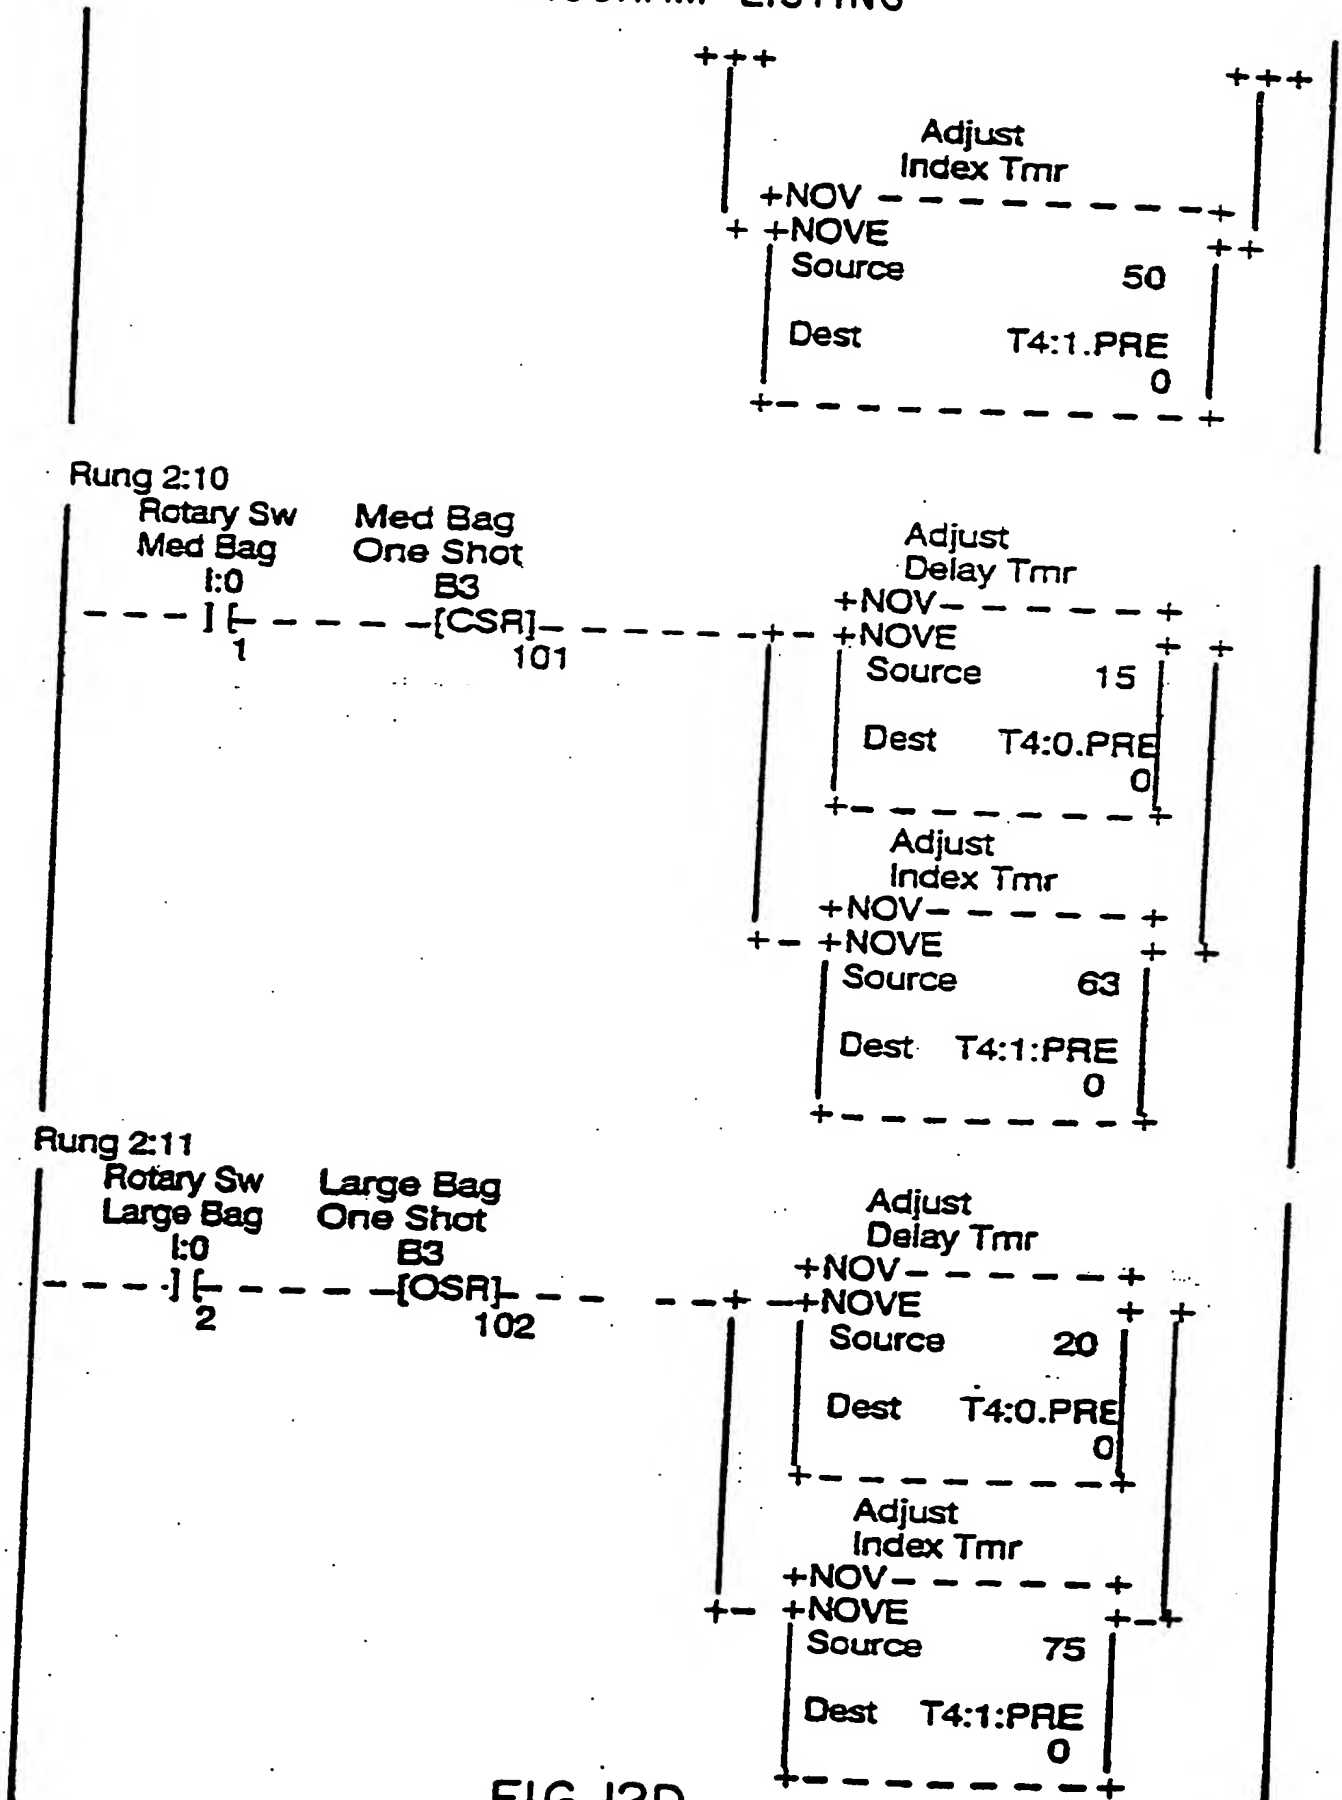 LISTING
+++ +++
Adjust
Index Tmr
+NOV - - - - - - - - +
+ +NOVE ++
Source 50
Dest T4:1.PRE
0
+- - - - - - - - - - - +
Rung 2:10
Rotary Sw Med Bag
Med Bag One Shot
I:0 B3
Adjust
Delay Tmr
+NOV- - - - - - +
- - - ] [- - - - - -[CSR]- - - - - - -+- +NOVE + +
1 101
Source 15
Dest T4:0.PRE
0
+- - - - - - - +
Adjust
Index Tmr
+NOV- - - - - +
+- +NOVE + +
Source 63
Dest T4:1:PRE
0
+- - - - - - - +
Rung 2:11
Rotary Sw Large Bag
Large Bag One Shot
I:0 B3
Adjust
Delay Tmr
+NOV- - - - - +
- - - -] [- - - - -[OSR]- - - - -+ -+NOVE + +
2 102
Source 20
Dest T4:0.PRE
0
+- - - - - - - +
Adjust
Index Tmr
+NOV- - - - - +
+- +NOVE +-+
Source 75
Dest T4:1:PRE
0
+- - - - - - - +
FIG. 12D